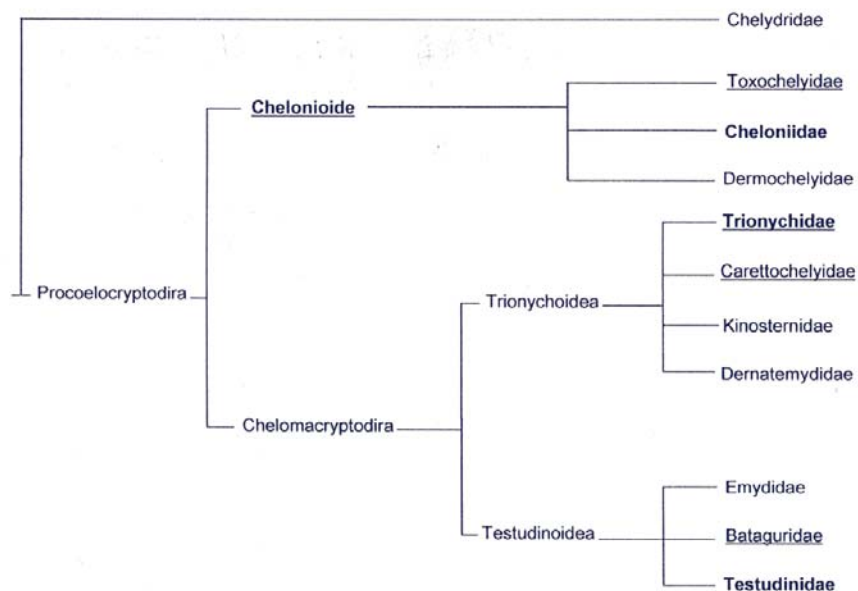 Chelydridae
Toxochelyidae
Chelonioide
Cheloniidae
Dermochelyidae
Trionychidae
Carettochelyidae
Procoelocryptodira
Trionychoidea
Kinosternidae
Dernatemydidae
Chelomacryptodira
Emydidae
Testudinoidea
Bataguridae
Testudinidae